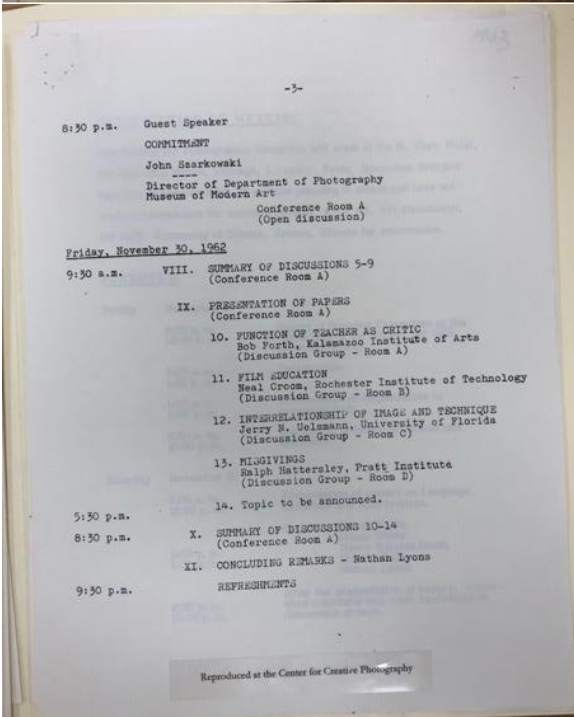 -3-
8:30 p.m. Guest Speaker
COMMITMENT
John Szarkowski
----
Director of Department of Photography
Museum of Modern Art
Conference Room A
(Open discussion)
Friday, November 30, 1962
9:30 a.m. VIII. SUMMARY OF DISCUSSIONS 5-9
(Conference Room A)
IX. PRESENTATION OF PAPERS
(Conference Room A)
10. FUNCTION OF TEACHER AS CRITIC
Bob Forth, Kalamazoo Institute of Arts
(Discussion Group - Room A)
11. FILM EDUCATION
Neal Croom, Rochester Institute of Technology
(Discussion Group - Room B)
12. INTERRELATIONSHIP OF IMAGE AND TECHNIQUE
Jerry N. Uelsmann, University of Florida
(Discussion Group - Room C)
13. MISGIVINGS
Ralph Hattersley, Pratt Institute
(Discussion Group - Room D)
14. Topic to be announced.
5:30 p.m.
8:30 p.m. X. SUMMARY OF DISCUSSIONS 10-14
(Conference Room A)
XI. CONCLUDING REMARKS - Nathan Lyons
9:30 p.m. REFRESHMENTS
Reproduced at the Center for Creative Photography